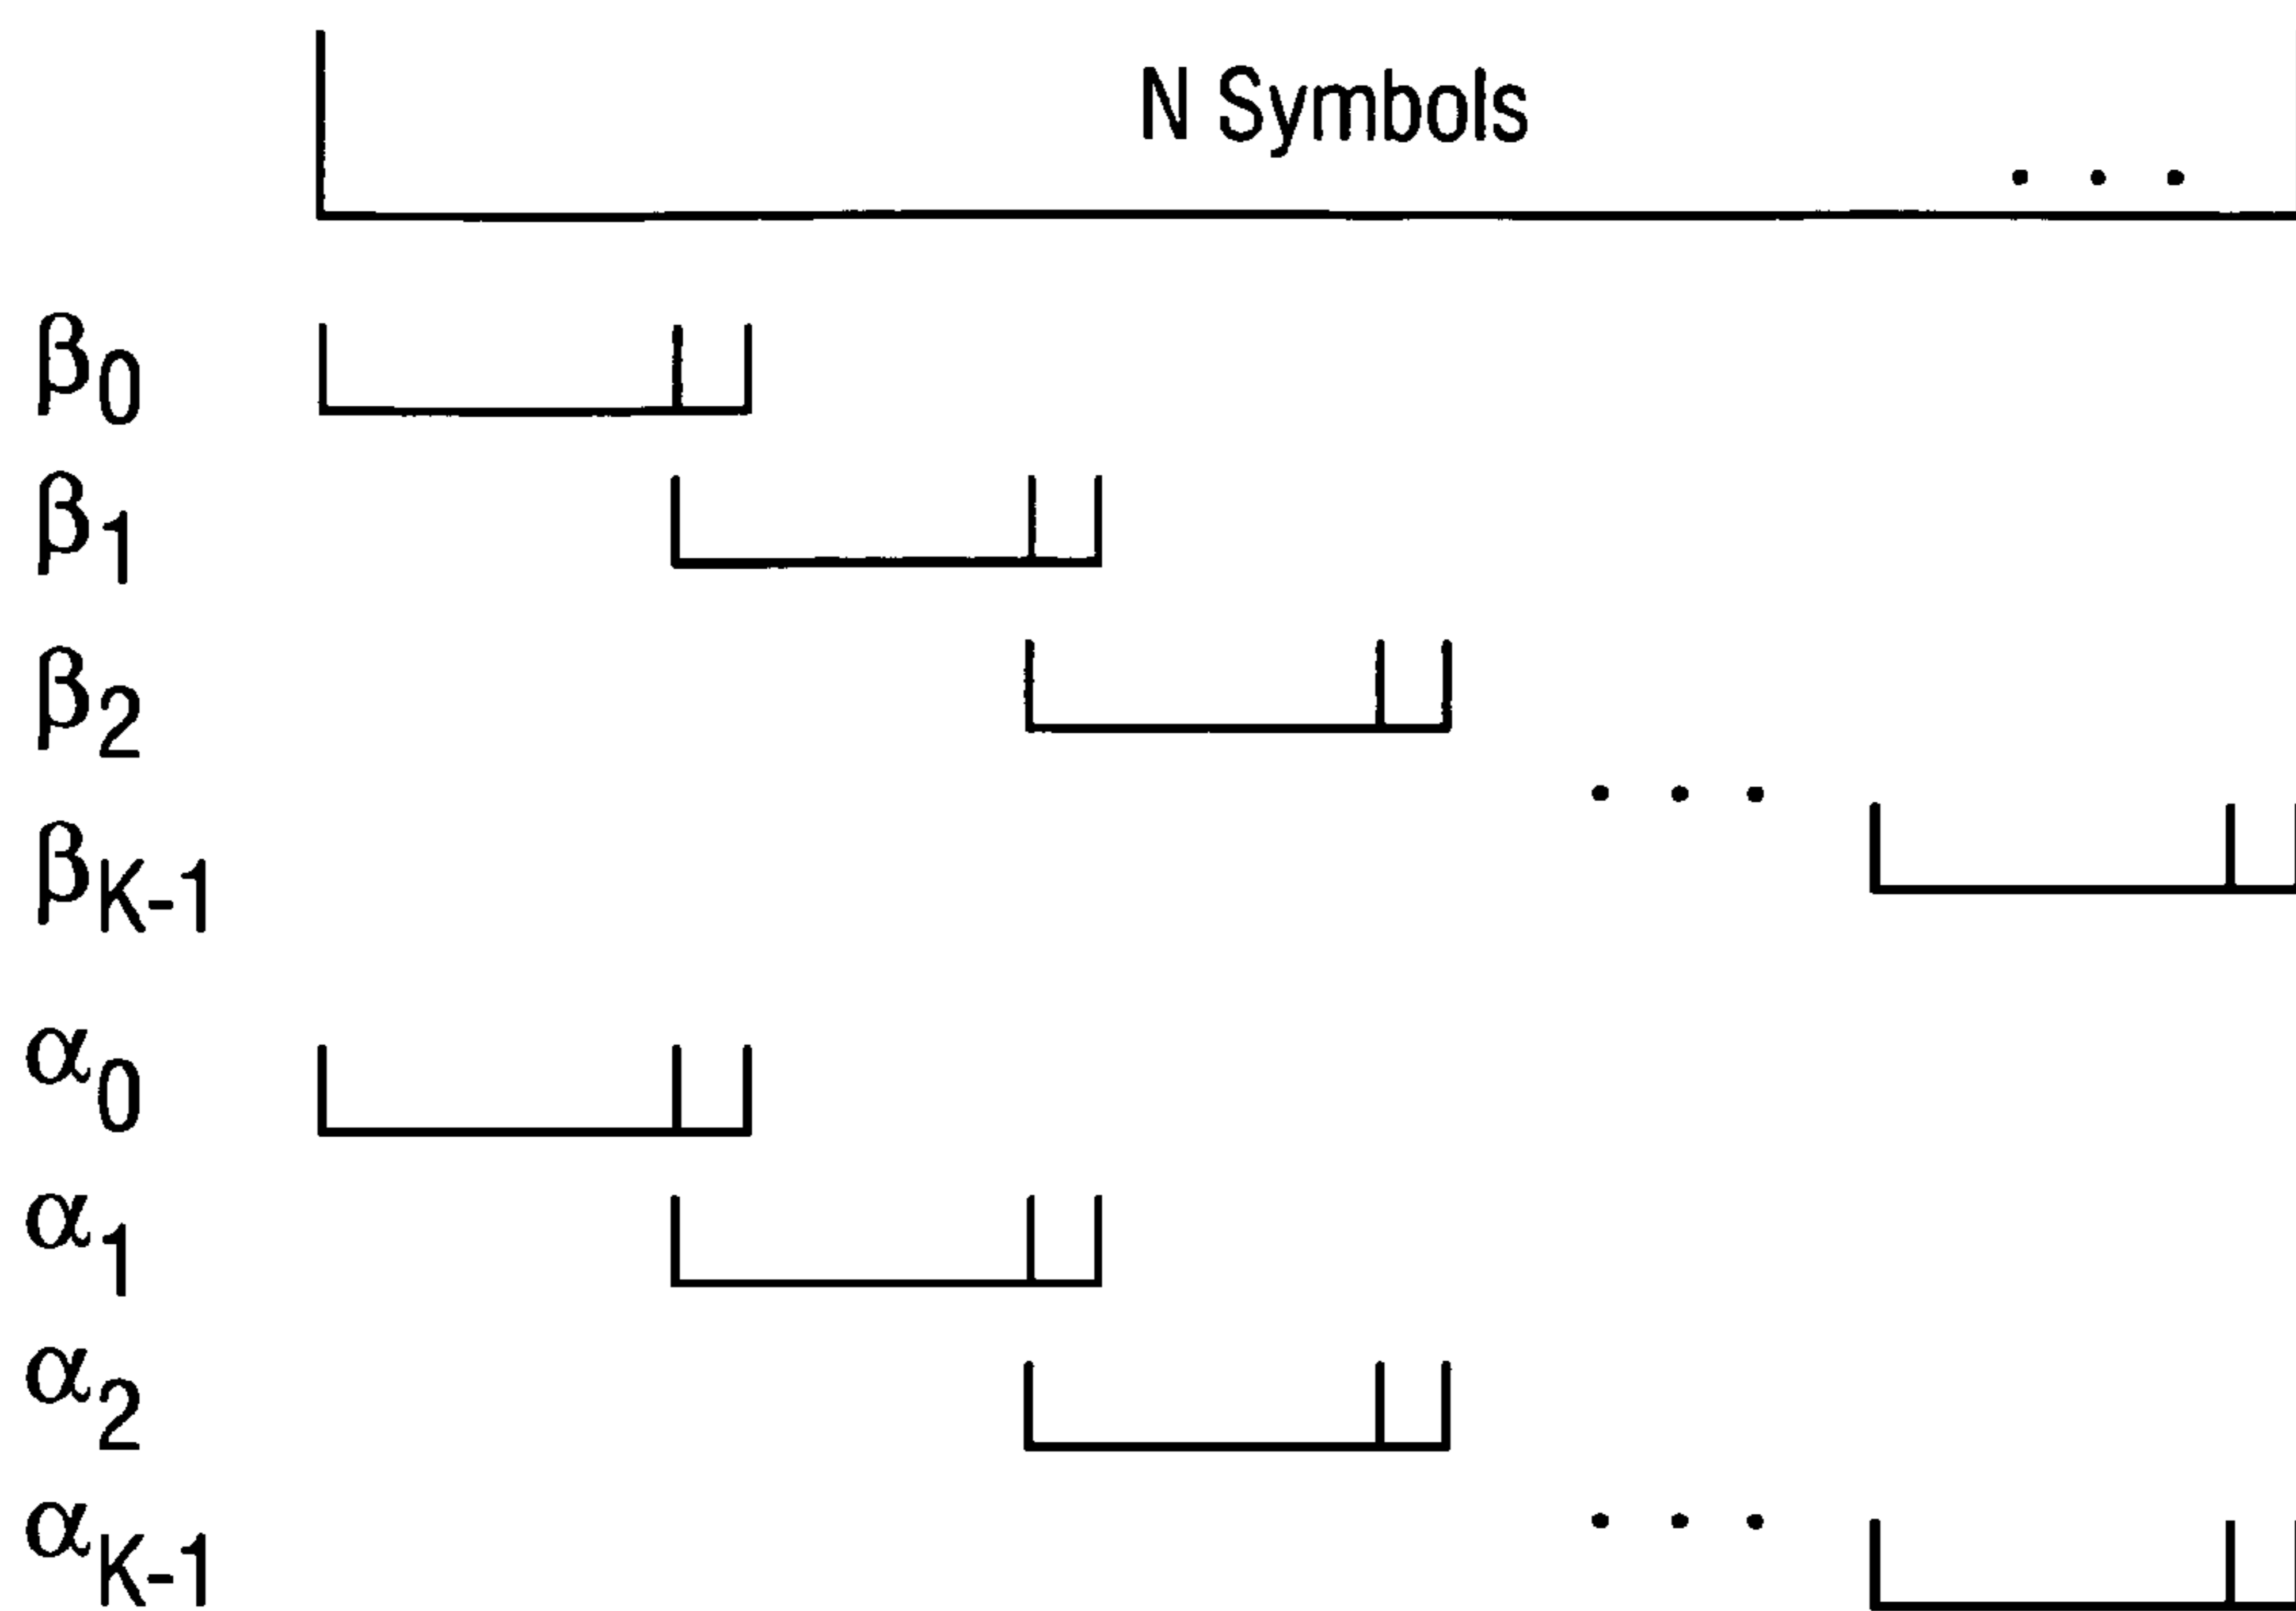 N Symbols
. . .
β0
β1
β2
. . .
βK-1
α0
α1
α2
. . .
αK-1